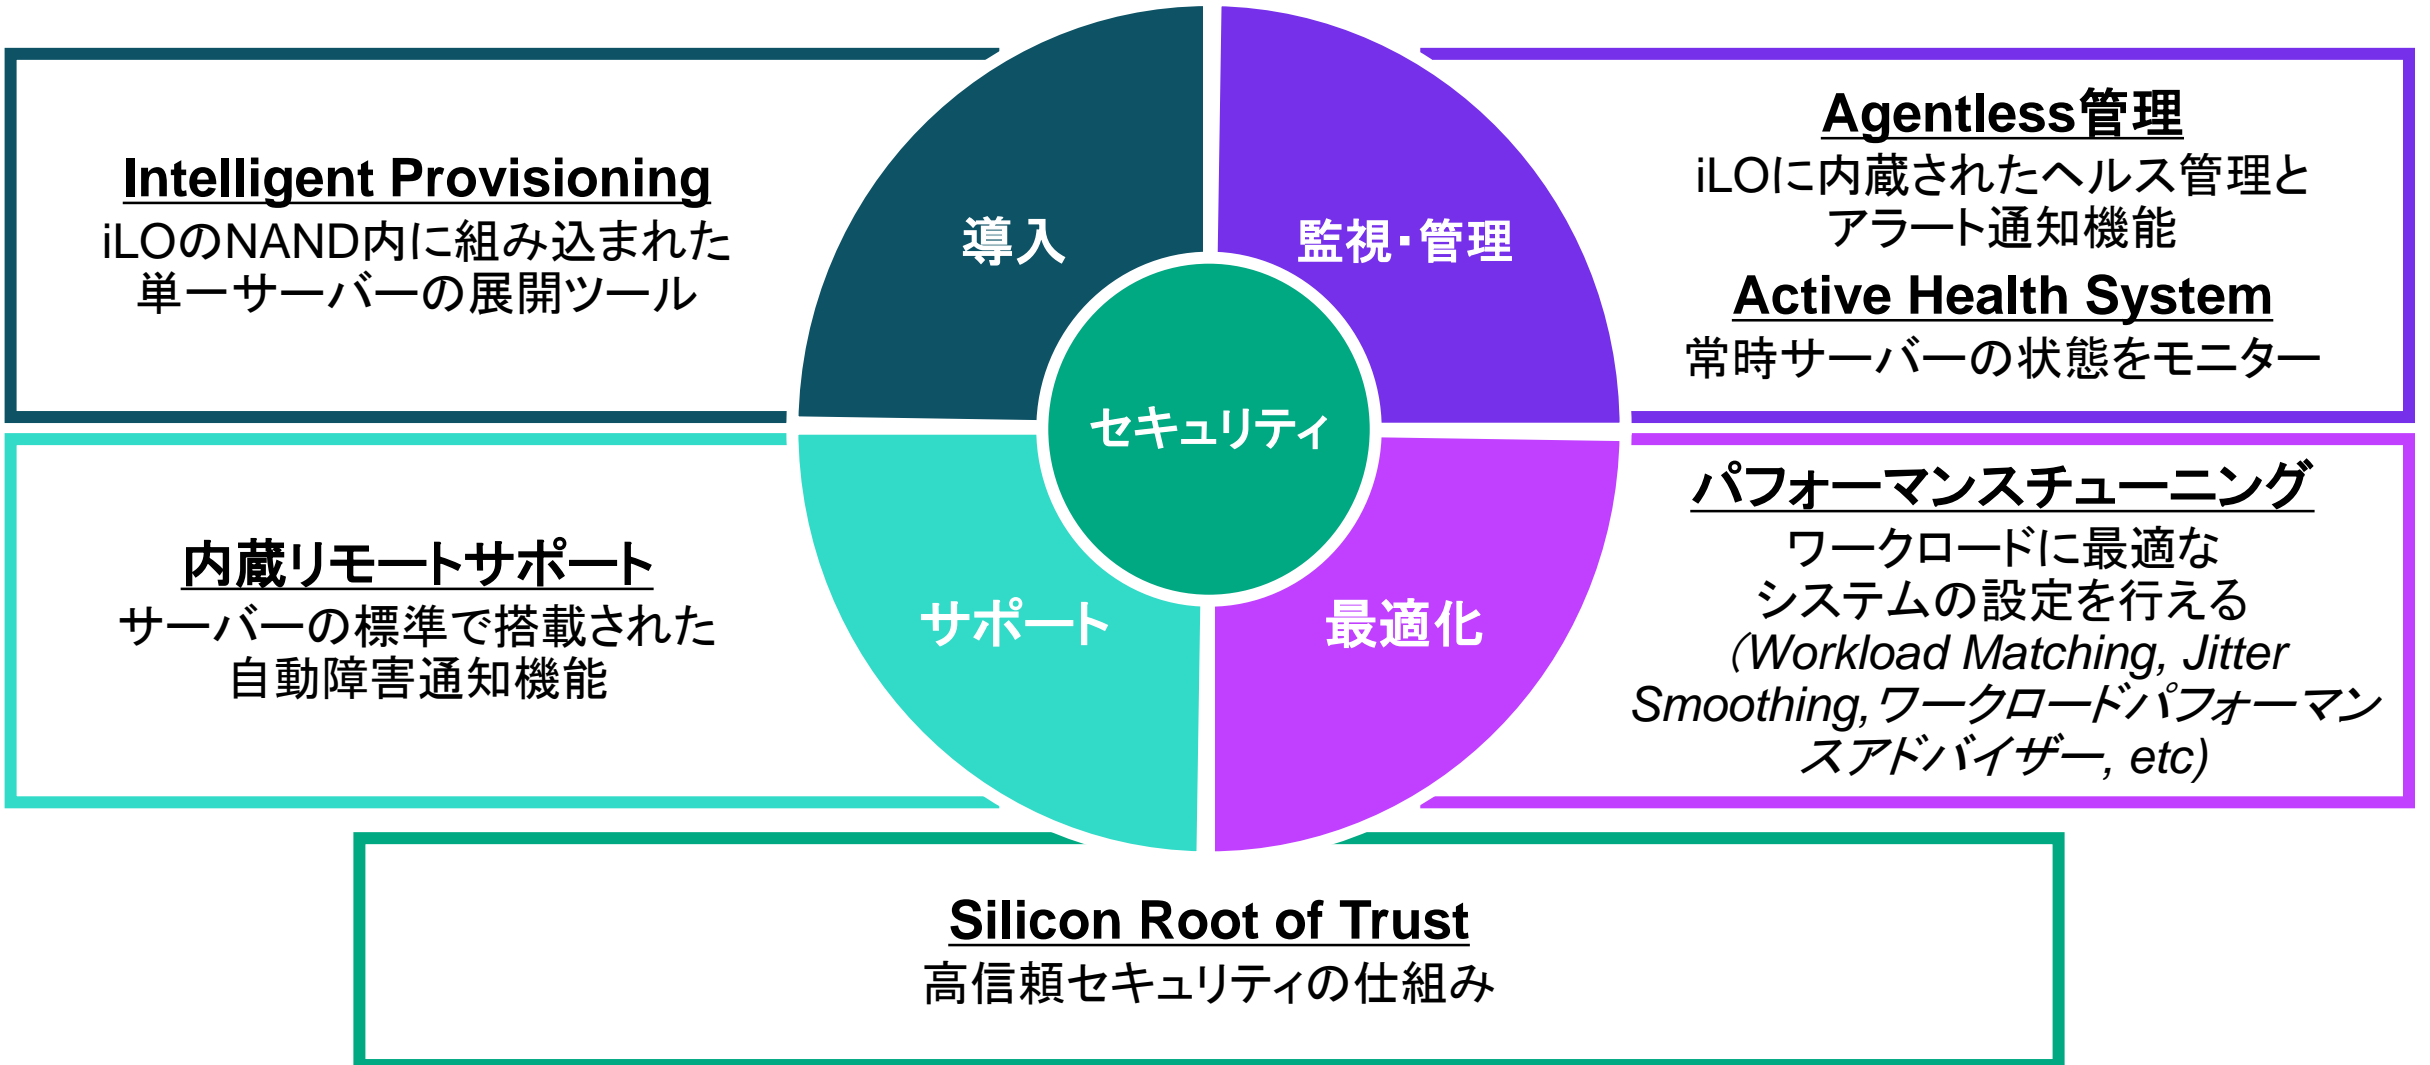 Intelligent Provisioning
iLOのNAND内に組み込まれた
単一サーバーの展開ツール
導入
監視・管理
Agentless管理
iLOに内蔵されたヘルス管理と
アラート通知機能
Active Health System
常時サーバーの状態をモニター
セキュリティ
内蔵リモートサポート
サーバーの標準で搭載された
自動障害通知機能
サポート
最適化
パフォーマンスチューニング
ワークロードに最適な
システムの設定を行える
（Workload Matching, Jitter
Smoothing,ワークロードパフォーマン
スアドバイザー, etc)
Silicon Root of Trust
高信頼セキュリティの仕組み